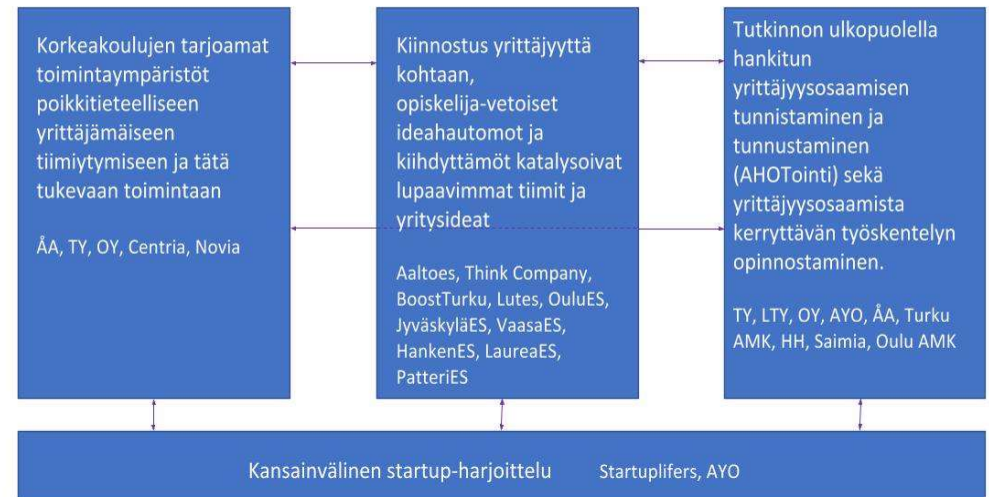 Korkeakoulujen tarjoamat
toimintaympäristöt
poikkitieteelliseen
yrittäjämäiseen
tiimiytymiseen ja tätä
tukevaan toimintaan
ÅA, TY, OY, Centria, Novia
Kiinnostus yrittäjyyttä
kohtaan,
opiskelija-vetoiset
ideahautomot ja
kiihdyttämöt katalysoivat
lupaavimmat tiimit ja
yritysideat
Aaltoes, Think Company,
BoostTurku, Lutes, OuluES,
JyväskyläES, VaasaES,
HankenES, LaureaES,
PatteriES
Tutkinnon ulkopuolella
hankitun
yrittäjyysosaamisen
tunnistaminen ja
tunnustaminen
(AHOTointi) sekä
yrittäjyysosaamista
kerryttävän työskentelyn
opinnostaminen.
TY, LTY, OY, AYO, ÅA, Turku
AMK, HH, Saimia, Oulu AMK
Kansainvälinen startup-harjoittelu Startuplifers, AYO